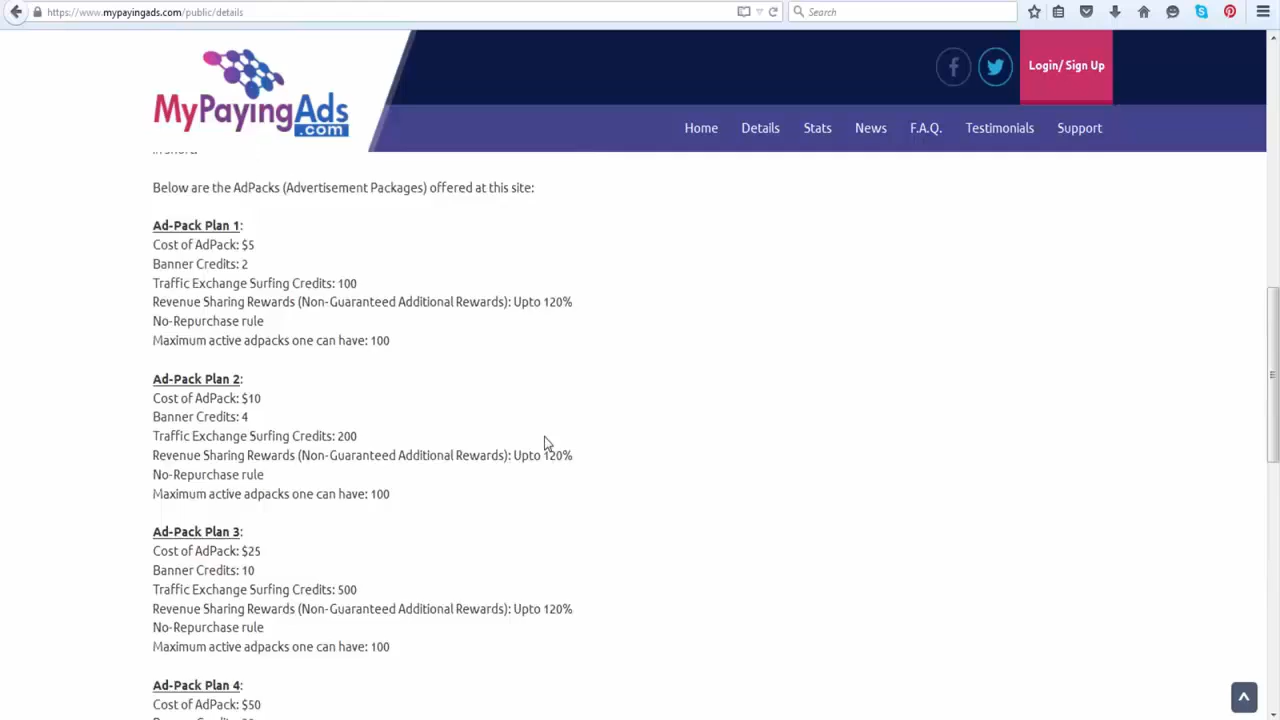 https://www.mypayingads.com/public/details
Search
MyPayingAds
.com
Login/ Sign Up
Home
Details
Stats
News
F.A.Q.
Testimonials
Support
Below are the AdPacks (Advertisement Packages) offered at this site:
Ad-Pack Plan 1:
Cost of AdPack: $5
Banner Credits: 2
Traffic Exchange Surfing Credits: 100
Revenue Sharing Rewards (Non-Guaranteed Additional Rewards): Upto 120%
No-Repurchase rule
Maximum active adpacks one can have: 100
Ad-Pack Plan 2:
Cost of AdPack: $10
Banner Credits: 4
Traffic Exchange Surfing Credits: 200
Revenue Sharing Rewards (Non-Guaranteed Additional Rewards): Upto 120%
No-Repurchase rule
Maximum active adpacks one can have: 100
Ad-Pack Plan 3:
Cost of AdPack: $25
Banner Credits: 10
Traffic Exchange Surfing Credits: 500
Revenue Sharing Rewards (Non-Guaranteed Additional Rewards): Upto 120%
No-Repurchase rule
Maximum active adpacks one can have: 100
Ad-Pack Plan 4:
Cost of AdPack: $50